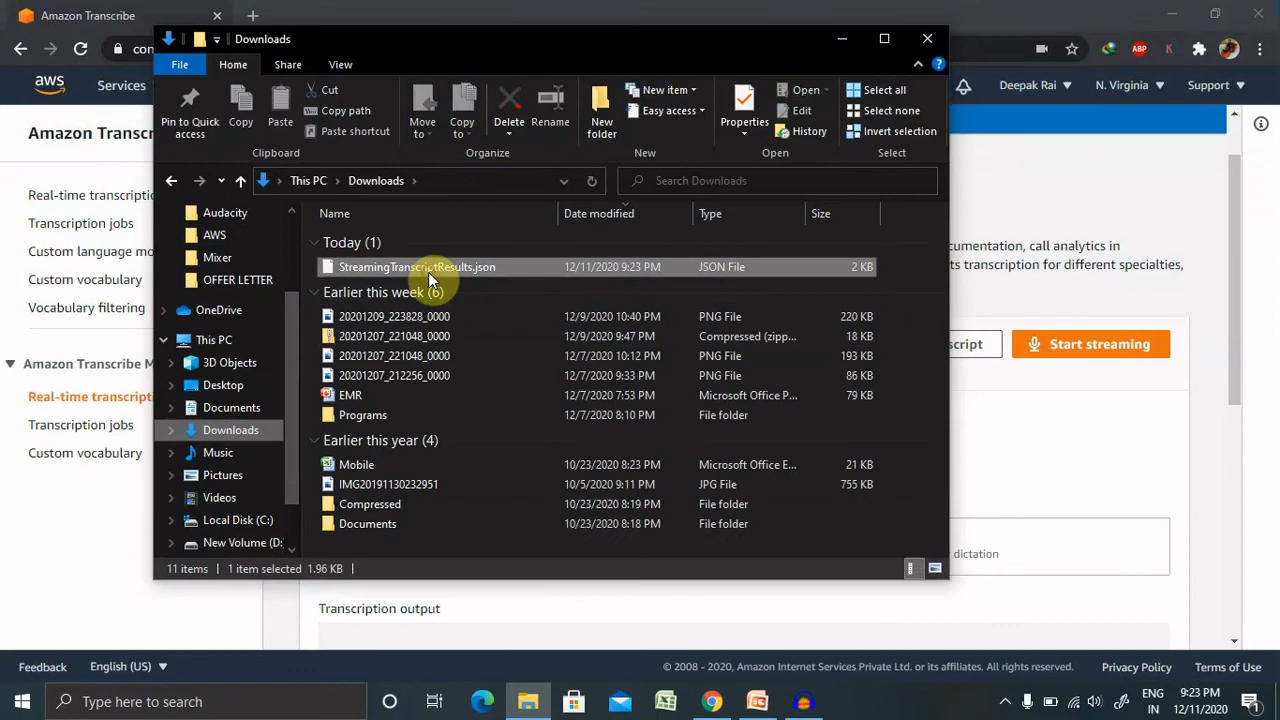 Amazon Transcribe
Downloads
con
ABP
K
aws
Services
Deepak Rai
N. Virginia
Support
File
Home
Share
View
Pin to Quick access
Copy
Paste
Cut
Copy path
Paste shortcut
Clipboard
Move to
Copy to
Delete
Rename
Organize
New folder
New item
Easy access
New
Properties
Open
Edit
History
Open
Select all
Select none
Invert selection
Select
This PC
Downloads
Search Downloads
Amazon Transcr
Real-time transcriptio
Transcription jobs
Custom language mo
Custom vocabulary
Vocabulary filtering
Amazon Transcribe M
Real-time transcript
Transcription jobs
Custom vocabulary
Audacity
AWS
Mixer
OFFER LETTER
OneDrive
This PC
3D Objects
Desktop
Documents
Downloads
Music
Pictures
Videos
Local Disk (C:)
New Volume (D:
Name Date modified Type Size
Today (1)
StreamingTranscriptResults.json 12/11/2020 9:23 PM JSON File 2 KB
Earlier this week (6)
20201209_223828_0000 12/9/2020 10:40 PM PNG File 220 KB
20201207_221048_0000 12/9/2020 9:47 PM Compressed (zipp... 18 KB
20201207_221048_0000 12/7/2020 10:12 PM PNG File 193 KB
20201207_212256_0000 12/7/2020 9:33 PM PNG File 86 KB
EMR 12/7/2020 7:53 PM Microsoft Office P... 79 KB
Programs 12/7/2020 8:10 PM File folder
Earlier this year (4)
Mobile 10/23/2020 8:23 PM Microsoft Office E... 21 KB
IMG20191130232951 10/5/2020 9:11 PM JPG File 755 KB
Compressed 10/23/2020 8:19 PM File folder
Documents 10/23/2020 8:18 PM File folder
11 items 1 item selected 1.96 KB
cumentation, call analytics in
ts transcription for different specialties,
script
Start streaming
dictation
Transcription output
Feedback English (US)
© 2008 - 2020, Amazon Internet Services Private Ltd. or its affiliates. All rights reserved. Privacy Policy Terms of Use
Type here to search
ENG
IN
9:23 PM
12/11/2020
1